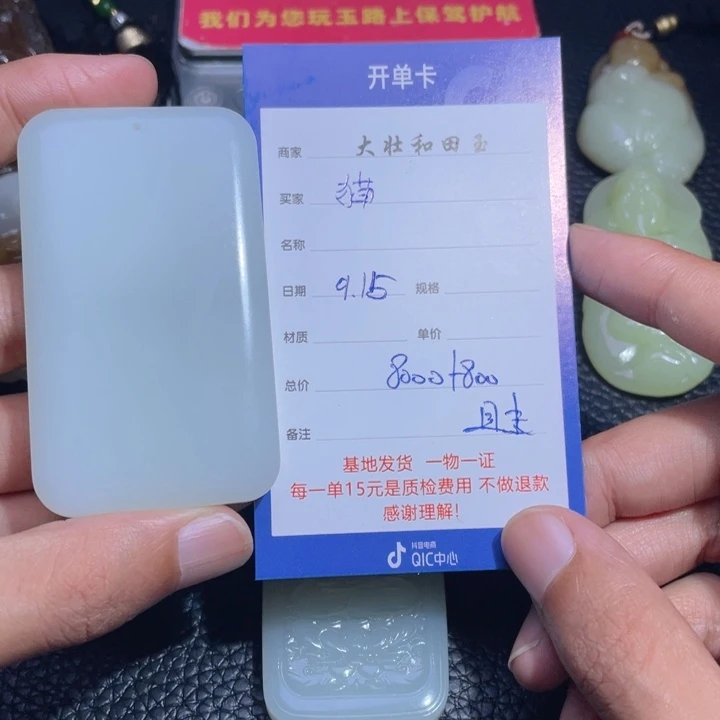 我们为您玩玉路上保驾护航
开单卡
商家 大壮和田玉
买家 猫
名称
日期 9.15 规格
材质 单价
总价 8000+800
备注
基地发货 一物一证
每一单15元是质检费用 不做退款
感谢理解!
抖音电商
QIC中心